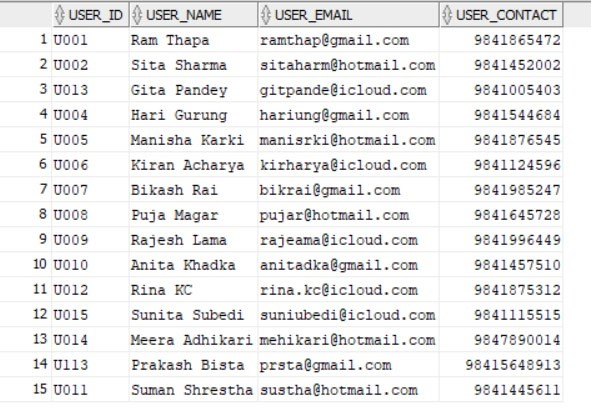 USER_ID USER_NAME USER_EMAIL USER_CONTACT
1 U001 Ram Thapa ramthap@gmail.com 9841865472
2 U002 Sita Sharma sitaharm@hotmail.com 9841452002
3 U013 Gita Pandey gitpande@icloud.com 9841005403
4 U004 Hari Gurung hariung@gmail.com 9841544684
5 U005 Manisha Karki manisrki@hotmail.com 9841876545
6 U006 Kiran Acharya kirharya@icloud.com 9841124596
7 U007 Bikash Rai bikrai@gmail.com 9841985247
8 U008 Puja Magar pujar@hotmail.com 9841645728
9 U009 Rajesh Lama rajeama@icloud.com 9841996449
10 U010 Anita Khadka anitadka@gmail.com 9841457510
11 U012 Rina KC rina.kc@icloud.com 9841875312
12 U015 Sunita Subedi suniubedi@icloud.com 9841115515
13 U014 Meera Adhikari mehikari@hotmail.com 9847890014
14 U113 Prakash Bista prsta@gmail.com 98415648913
15 U011 Suman Shrestha sustha@hotmail.com 9841445611